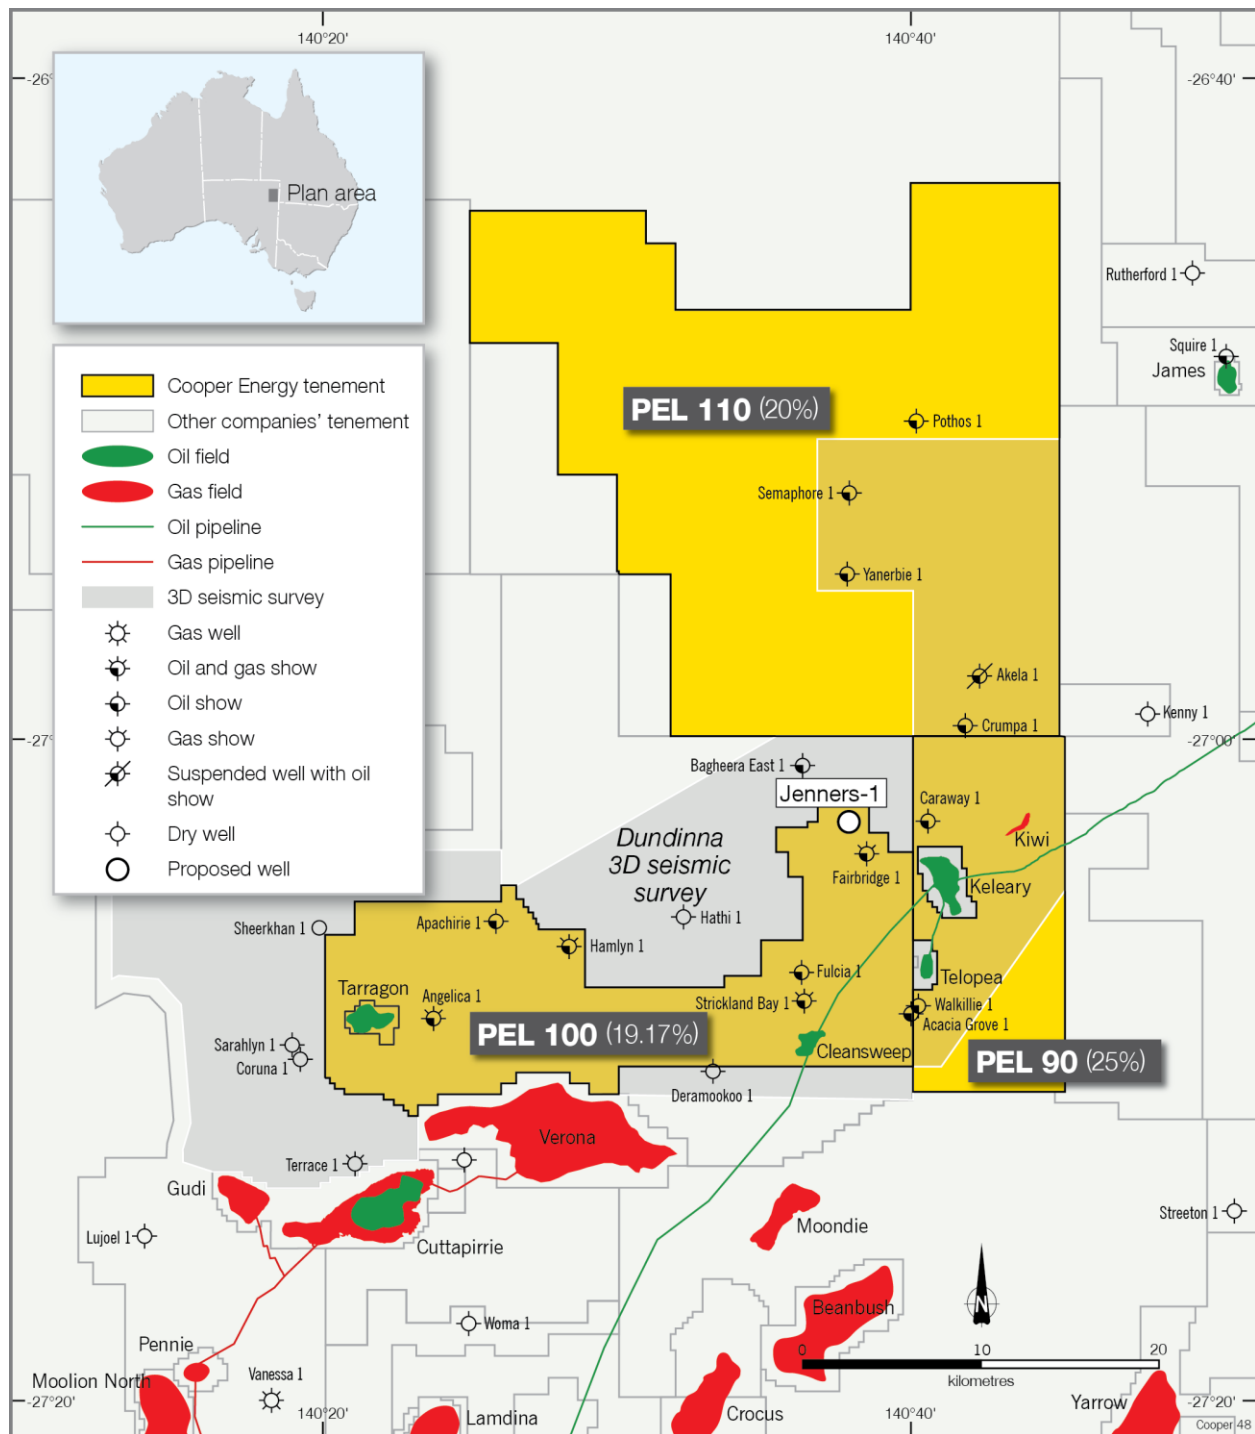 140°20'
140°40'
-26°
-26°40'
Plan area
Cooper Energy tenement
Other companies' tenement
Oil field
Gas field
Oil pipeline
Gas pipeline
3D seismic survey
Gas well
Oil and gas show
Oil show
Gas show
Suspended well with oil
show
Dry well
Proposed well
Rutherford 1
Squire 1
James
PEL 110 (20%)
Pothos 1
Semaphore 1
Yanerbie 1
Akela 1
Kenny 1
Crumpa 1
-27°
-27°00'
Bagheera East 1
Jenners-1
Caraway 1
Kiwi
Dundinna
3D seismic
survey
Fairbridge 1
Keleary
Hathi 1
Sheerkhan 1
Apachirie 1
Hamlyn 1
Fulcia 1
Telopea
Tarragon
Angelica 1
Strickland Bay 1
Walkillie 1
Acacia Grove 1
PEL 100 (19.17%)
Sarahlyn 1
Coruna 1
Cleansweep
PEL 90 (25%)
Deramookoo 1
Verona
Terrace 1
Gudi
Lujoel 1
Cuttapirrie
Moondie
Streeton 1
N
Beanbush
Woma 1
Pennie
0
10
20
kilometres
Vanessa 1
Moolion North
Lamdina
Crocus
Yarrow
-27°20'
140°20'
140°40'
-27°20'
Cooper 48